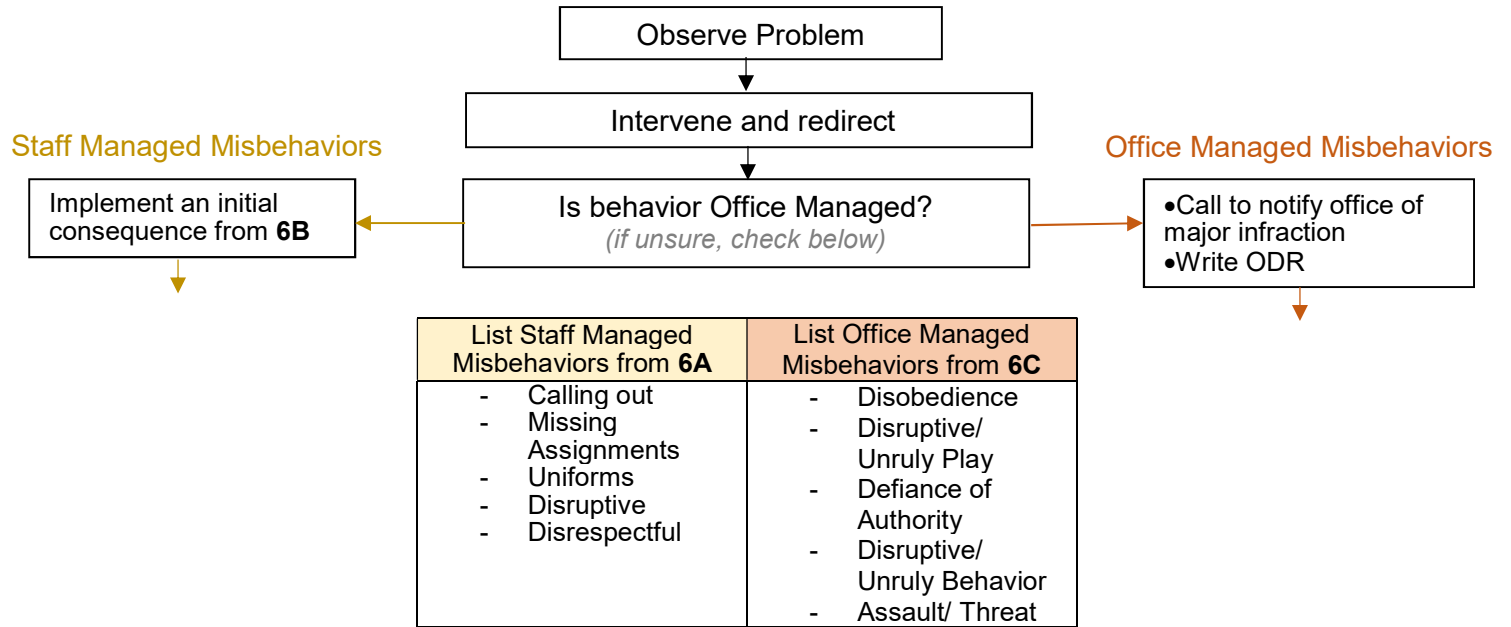 Observe Problem
Intervene and redirect
Staff Managed Misbehaviors
Office Managed Misbehaviors
Implement an initial
consequence from 6B
Is behavior Office Managed?
(if unsure, check below)
•Call to notify office of
major infraction
•Write ODR
List Staff Managed
Misbehaviors from 6A
- Calling out
- Missing
Assignments
- Uniforms
- Disruptive
- Disrespectful
List Office Managed
Misbehaviors from 6C
- Disobedience
- Disruptive/
Unruly Play
- Defiance of
Authority
- Disruptive/
Unruly Behavior
- Assault/ Threat